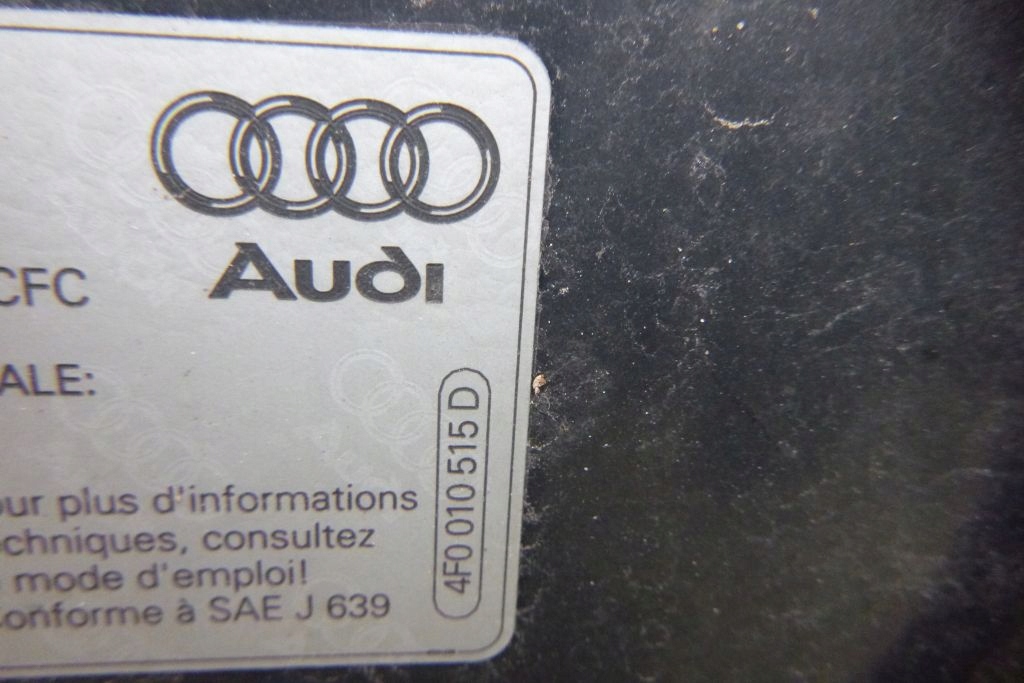 Audi
CFC
ALE:
our plus d'informations
chniques, consultez
mode d'emploi!
onforme à SAE J 639
4F0 010 515 D